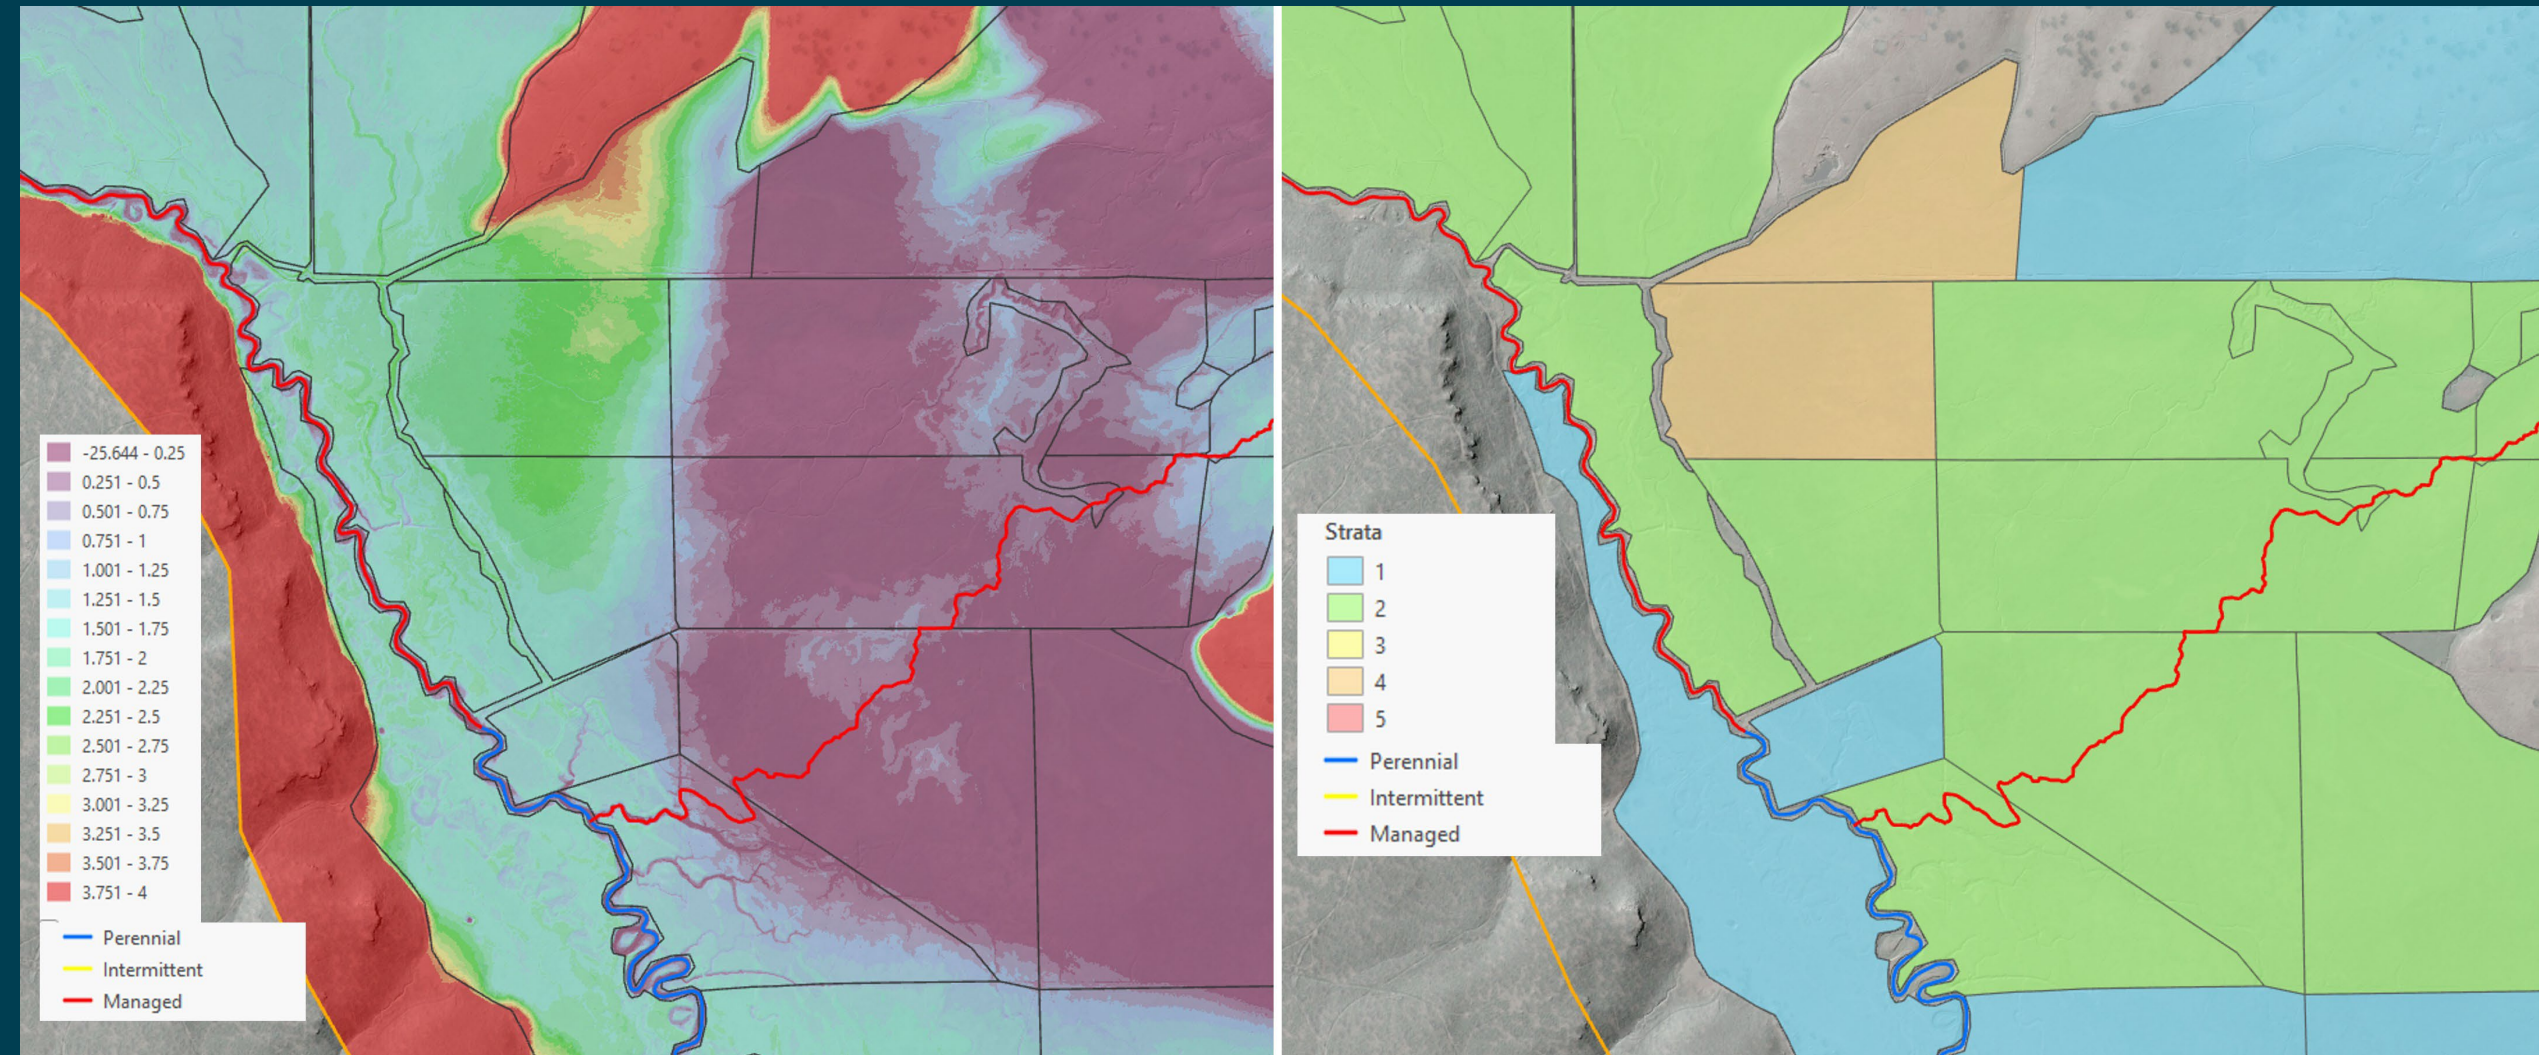 -25.644 - 0.25
0.251 - 0.5
0.501 - 0.75
0.751 - 1
1.001 - 1.25
1.251 - 1.5
1.501 - 1.75
1.751 - 2
2.001 - 2.25
2.251 - 2.5
2.501 - 2.75
2.751 - 3
3.001 - 3.25
3.251 - 3.5
3.501 - 3.75
3.751 - 4
Perennial
Intermittent
Managed
Strata
1
2
3
4
5
Perennial
Intermittent
Managed